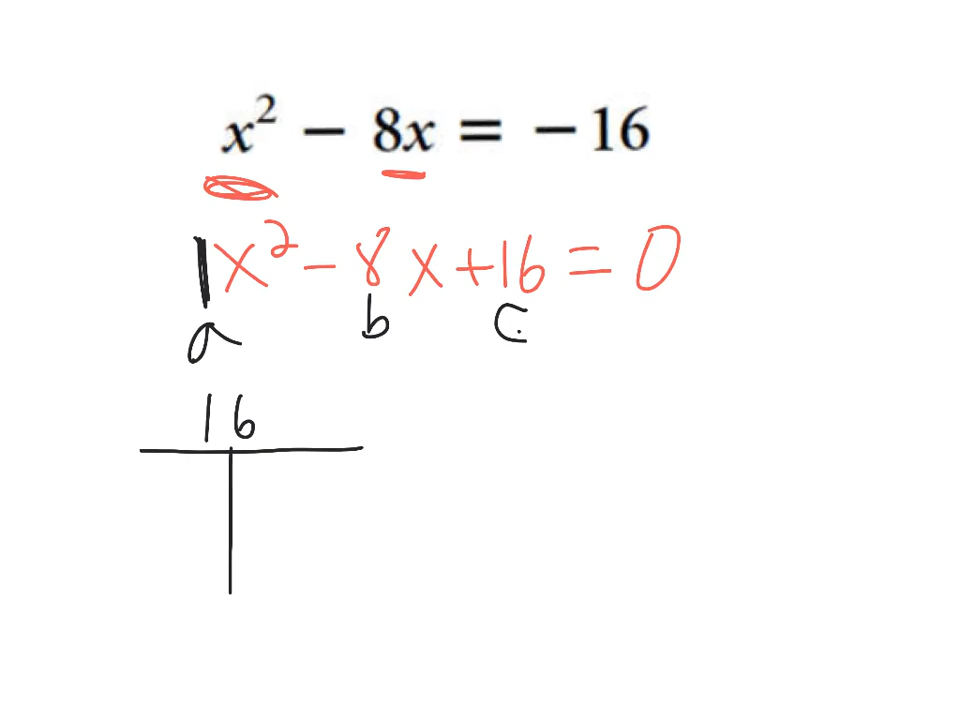 x² − 8x = −16
1x² − 8x + 16 = 0
a b c
16